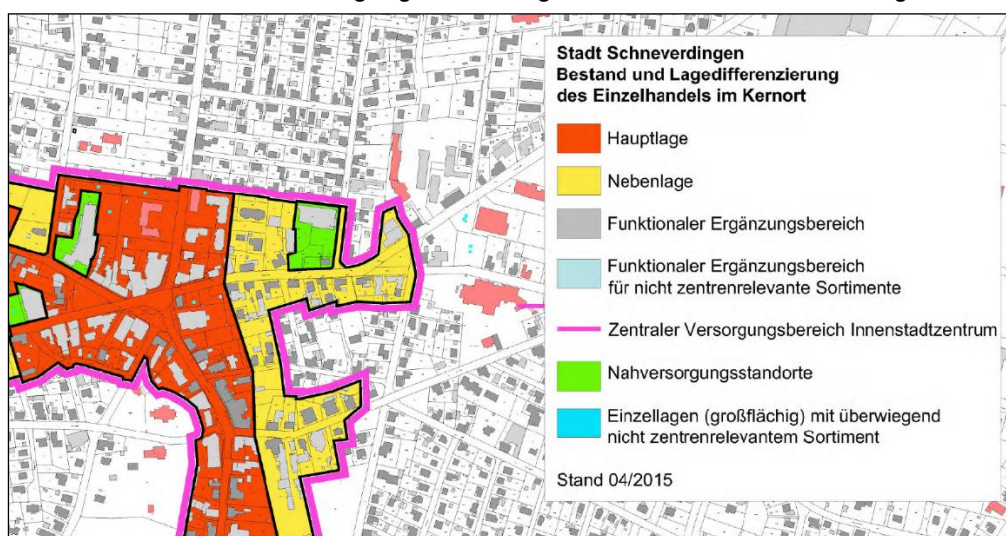 Stadt Schneverdingen
Bestand und Lagedifferenzierung
des Einzelhandels im Kernort
Hauptlage
Nebenlage
Funktionaler Ergänzungsbereich
Funktionaler Ergänzungsbereich
für nicht zentrenrelevante Sortimente
Zentraler Versorgungsbereich Innenstadtzentrum
Nahversorgungsstandorte
Einzellagen (großflächig) mit überwiegend
nicht zentrenrelevantem Sortiment
Stand 04/2015